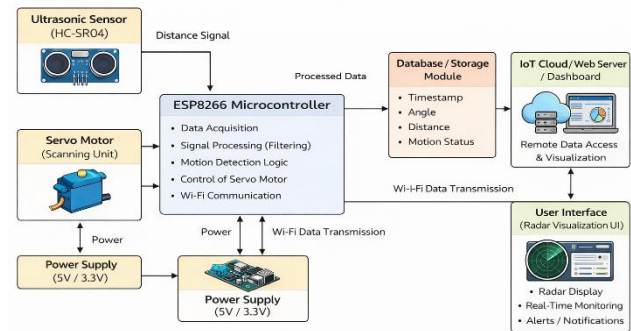 Ultrasonic Sensor
(HC-SR04)
Distance Signal
Servo Motor
(Scanning Unit)
Power
Power Supply
(5V / 3.3V)
ESP8266 Microcontroller
• Data Acquisition
• Signal Processing (Filtering)
• Motion Detection Logic
• Control of Servo Motor
• Wi-Fi Communication
Power
Wi-Fi Data Transmission
Power Supply
(5V / 3.3V)
Processed Data
Database / Storage
Module
• Timestamp
• Angle
• Distance
• Motion Status
IoT Cloud/Web Server
/ Dashboard
Remote Data Access
& Visualization
Wi-i-Fi Data Transmission
User Interface
(Radar Visualization UI)
• Radar Display
• Real-Time Monitoring
• Alerts / Notifications